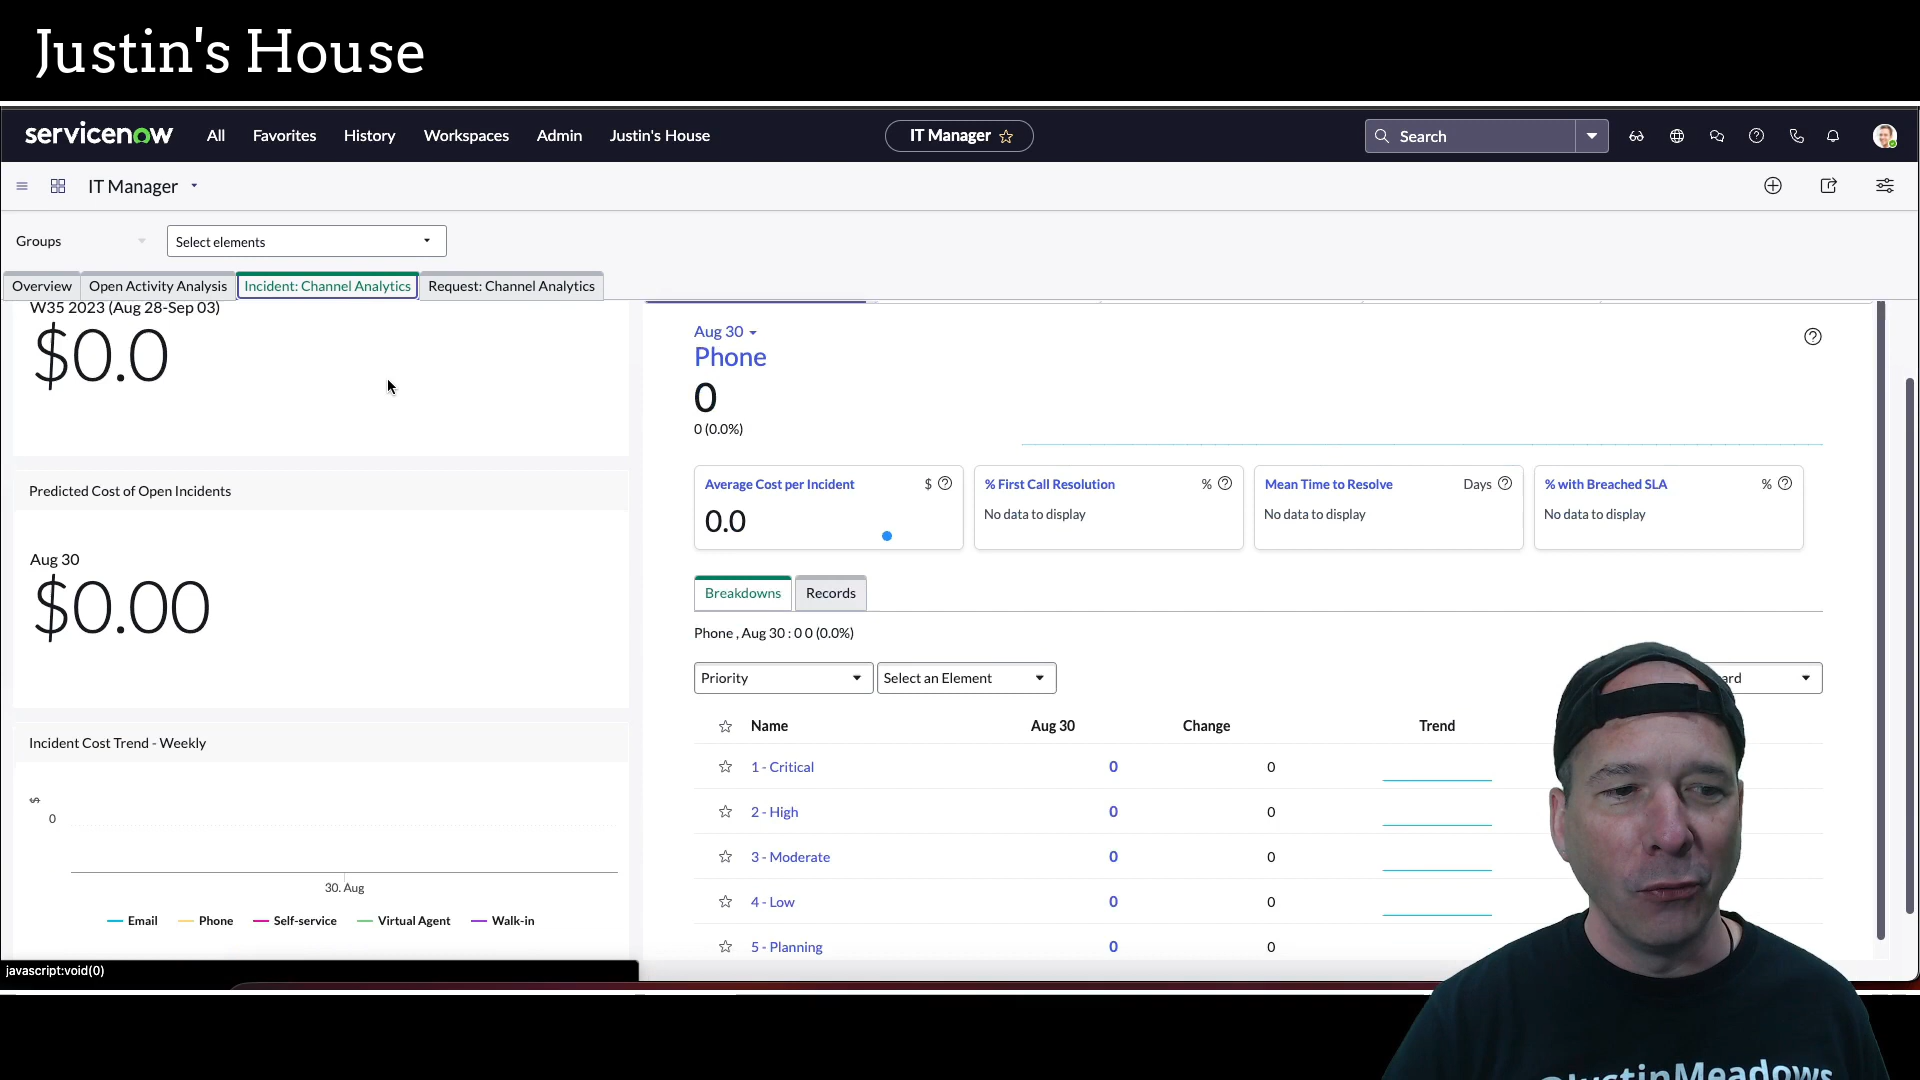 Justin's House
servicenow All Favorites History Workspaces Admin Justin's House IT Manager Search
IT Manager
Groups Select elements
Overview Open Activity Analysis Incident: Channel Analytics Request: Channel Analytics
W35 2023 (Aug 28-Sep 03)
$0.0
Predicted Cost of Open Incidents
Aug 30
$0.00
Incident Cost Trend - Weekly
$
0
30. Aug
Email Phone Self-service Virtual Agent Walk-in
javascript:void(0)
Aug 30
Phone
0
0 (0.0%)
Average Cost per Incident $
0.0
% First Call Resolution %
No data to display
Mean Time to Resolve Days
No data to display
% with Breached SLA %
No data to display
Breakdowns Records
Phone , Aug 30 : 0 0 (0.0%)
Priority Select an Element
Name Aug 30 Change Trend
1 - Critical 0 0
2 - High 0 0
3 - Moderate 0 0
4 - Low 0 0
5 - Planning 0 0
@JustinMeadows